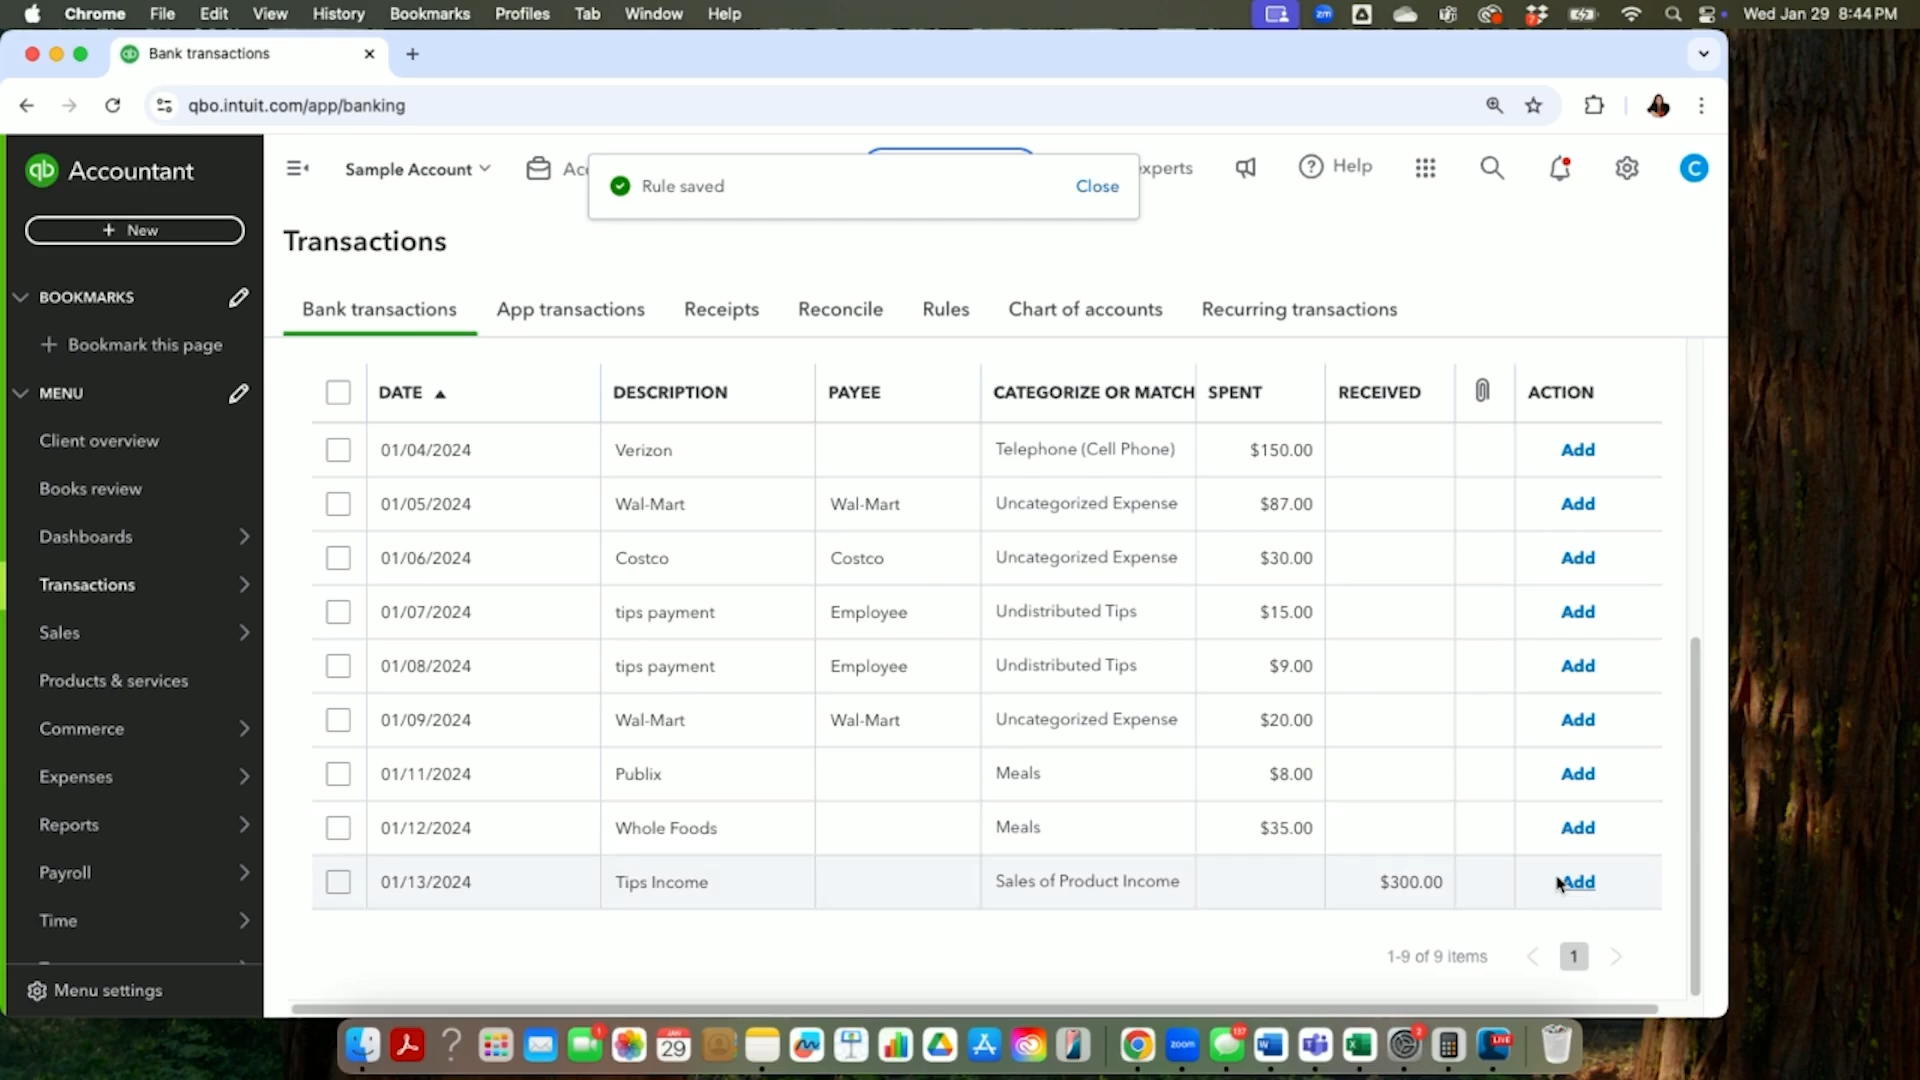 Chrome File Edit View History Bookmarks Profiles Tab Window Help Wed Jan 29 8:44 PM
Bank transactions
qbo.intuit.com/app/banking
qb Accountant
Sample Account
experts
Help
C
Rule saved Close
+ New
Transactions
BOOKMARKS
Bookmark this page
MENU
Client overview
Books review
Dashboards
Transactions
Sales
Products & services
Commerce
Expenses
Reports
Payroll
Time
Menu settings
Bank transactions App transactions Receipts Reconcile Rules Chart of accounts Recurring transactions
DATE DESCRIPTION PAYEE CATEGORIZE OR MATCH SPENT RECEIVED ACTION
01/04/2024 Verizon Telephone (Cell Phone) $150.00 Add
01/05/2024 Wal-Mart Wal-Mart Uncategorized Expense $87.00 Add
01/06/2024 Costco Costco Uncategorized Expense $30.00 Add
01/07/2024 tips payment Employee Undistributed Tips $15.00 Add
01/08/2024 tips payment Employee Undistributed Tips $9.00 Add
01/09/2024 Wal-Mart Wal-Mart Uncategorized Expense $20.00 Add
01/11/2024 Publix Meals $8.00 Add
01/12/2024 Whole Foods Meals $35.00 Add
01/13/2024 Tips Income Sales of Product Income $300.00 Add
1-9 of 9 items 1
JAN
29
zoom
137
2
LIVE